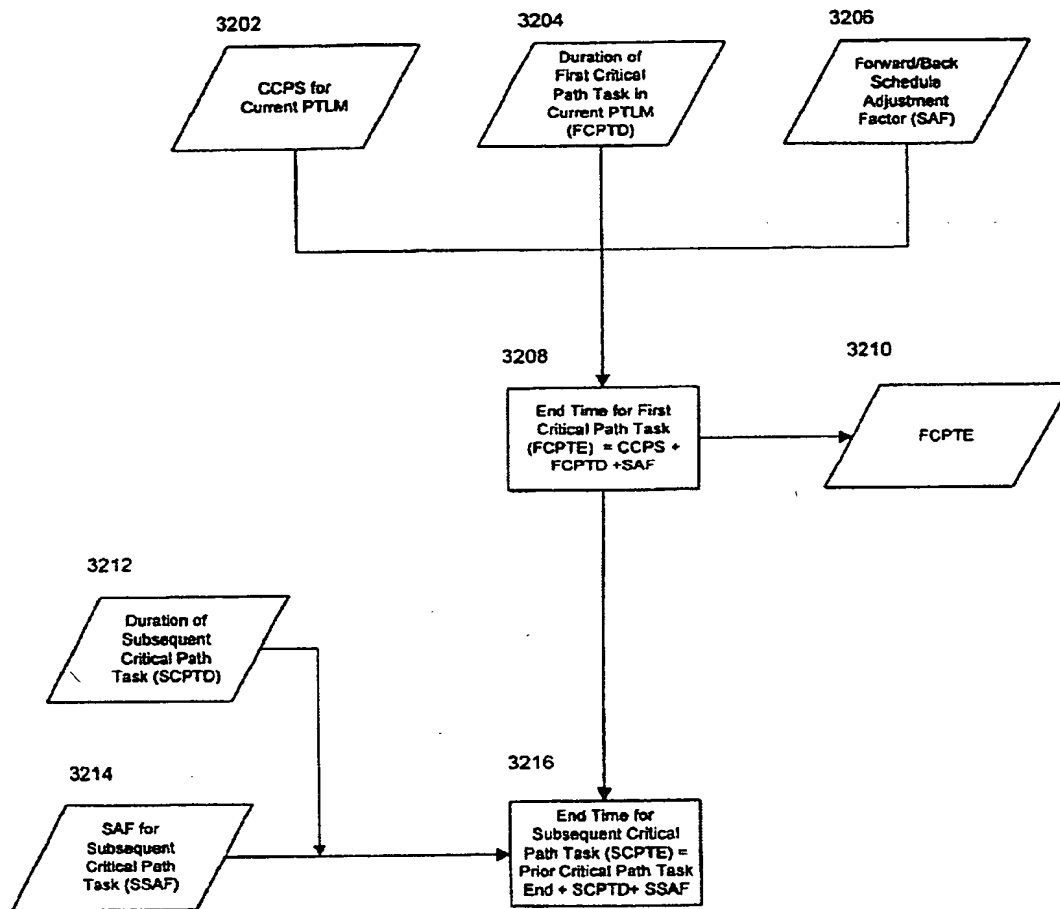 3202
3204
3206
CCPS for
Current PTLM
Duration of
First Critical
Path Task in
Current PTLM
(FCPTD)
Forward/Back
Schedule
Adjustment
Factor (SAF)
3208
3210
End Time for First
Critical Path Task
(FCPTE) = CCPS +
FCPTD +SAF
FCPTE
3212
Duration of
Subsequent
Critical Path
Task (SCPTD)
3214
3216
SAF for
Subsequent
Critical Path
Task (SSAF)
End Time for
Subsequent Critical
Path Task (SCPTE) =
Prior Critical Path Task
End + SCPTD+ SSAF